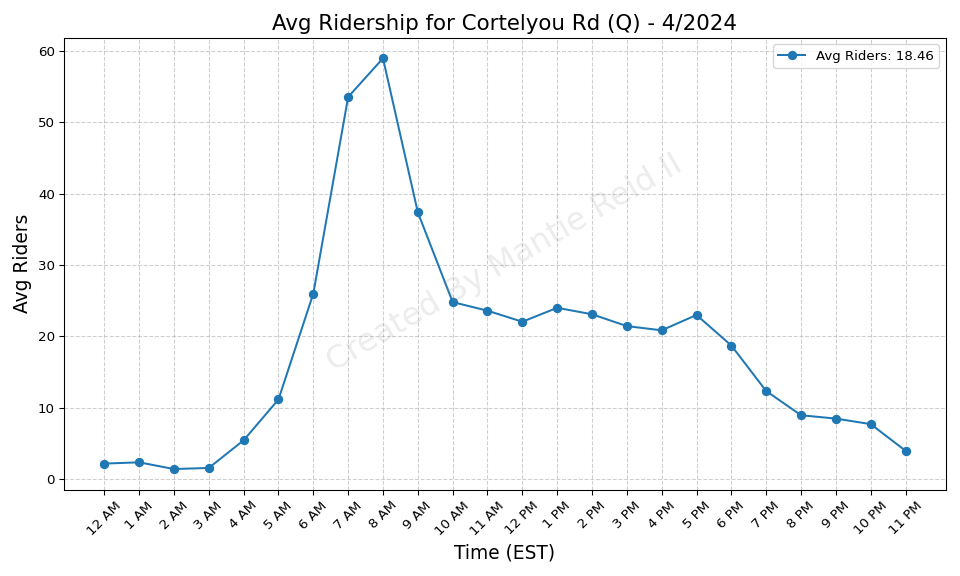 Avg Ridership for Cortelyou Rd (Q) - 4/2024
Avg Riders: 18.46
Avg Riders
60
50
40
30
20
10
0
Created By Mantie Reid II
12 AM 1 AM 2 AM 3 AM 4 AM 5 AM 6 AM 7 AM 8 AM 9 AM 10 AM 11 AM 12 PM 1 PM 2 PM 3 PM 4 PM 5 PM 6 PM 7 PM 8 PM 9 PM 10 PM 11 PM
Time (EST)